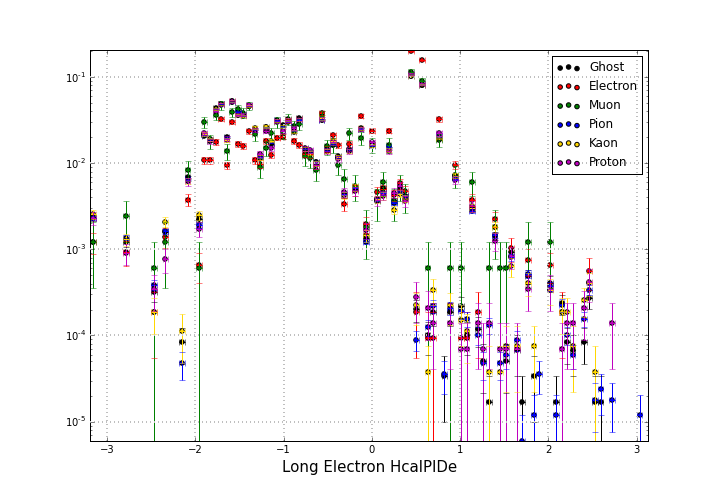 10⁻¹
10⁻²
10⁻³
10⁻⁴
10⁻⁵
Ghost
Electron
Muon
Pion
Kaon
Proton
−3 −2 −1 0 1 2 3
Long Electron HcalPIDe